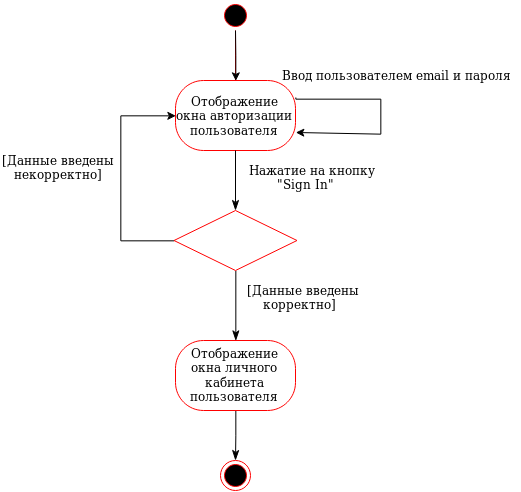 Ввод пользователем email и пароля
Отображение
окна авторизации
пользователя
[Данные введены
некорректно]
Нажатие на кнопку
"Sign In"
[Данные введены
корректно]
Отображение
окна личного
кабинета
пользователя